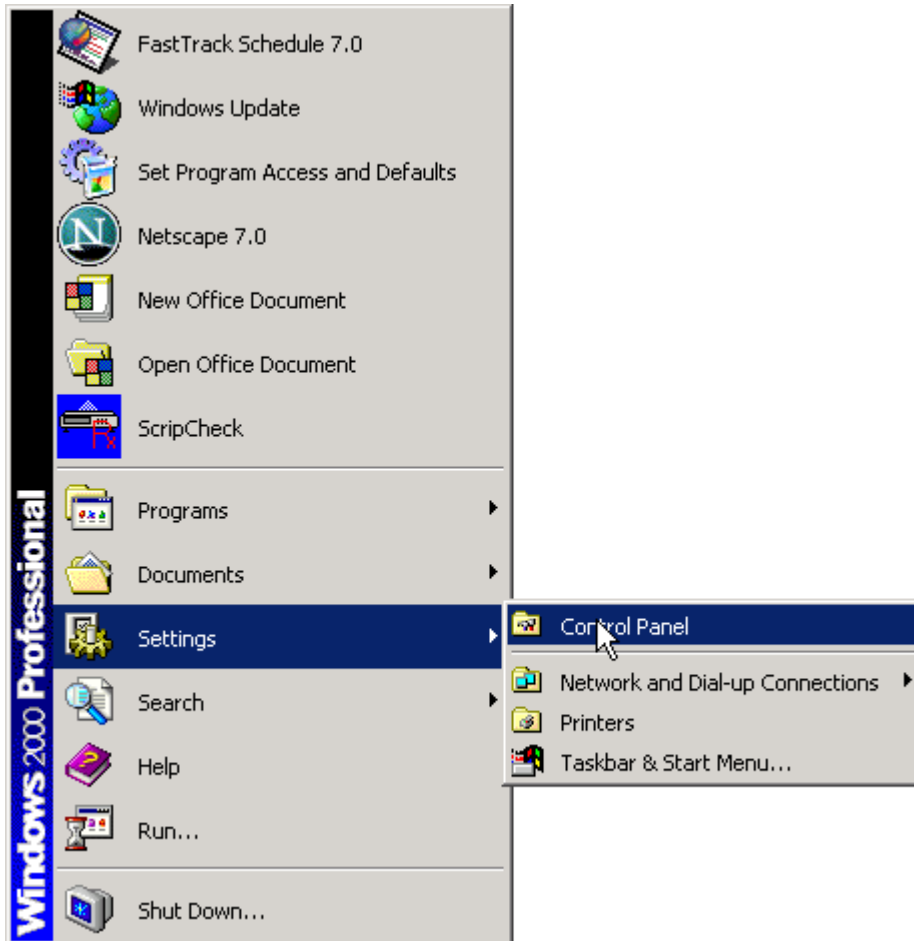 FastTrack Schedule 7.0
Windows Update
Set Program Access and Defaults
Netscape 7.0
New Office Document
Open Office Document
ScripCheck
Programs
Documents
Settings
Search
Help
Run...
Shut Down...
Control Panel
Network and Dial-up Connections
Printers
Taskbar & Start Menu...
Windows 2000 Professional